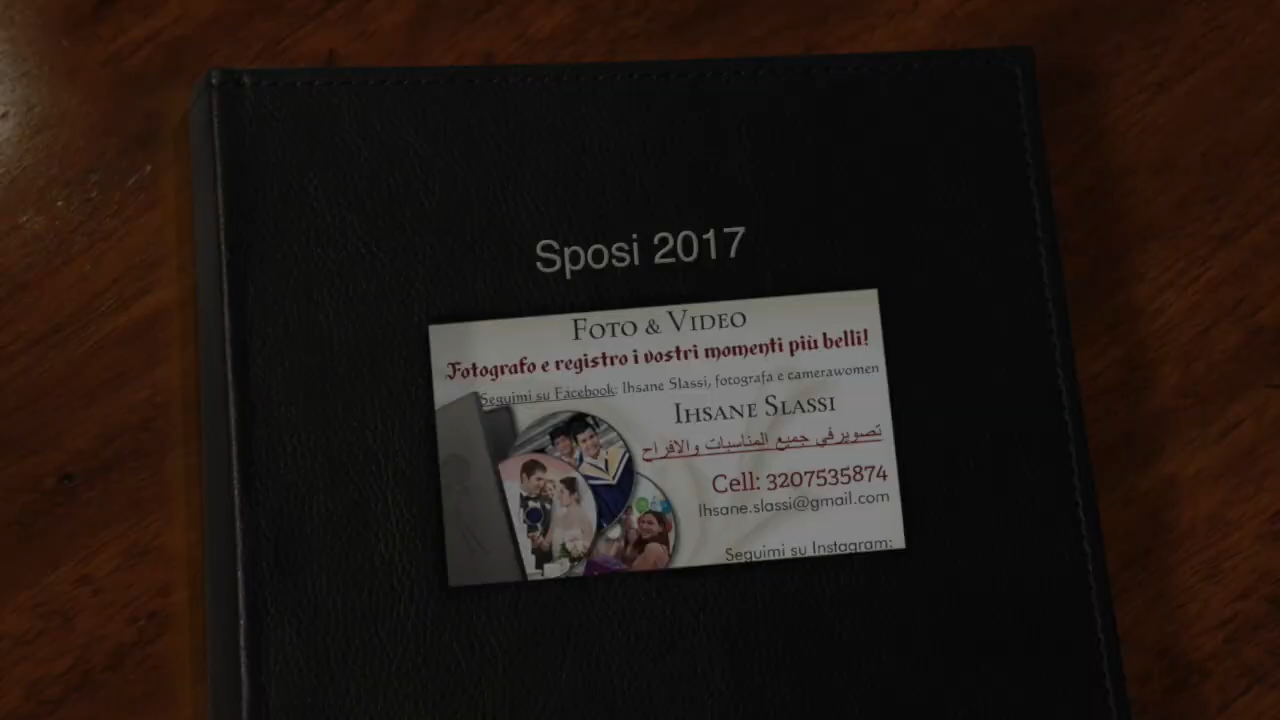 Sposi 2017
FOTO & VIDEO
Fotografo e registro i vostri momenti più belli!
Seguimi su Facebook: Ihsane Slassi, fotografa e camerawomen
IHSANE SLASSI
تصوير في جميع المناسبات والافراح
Cell: 3207535874
Ihsane.slassi@gmail.com
Seguimi su Instagram: